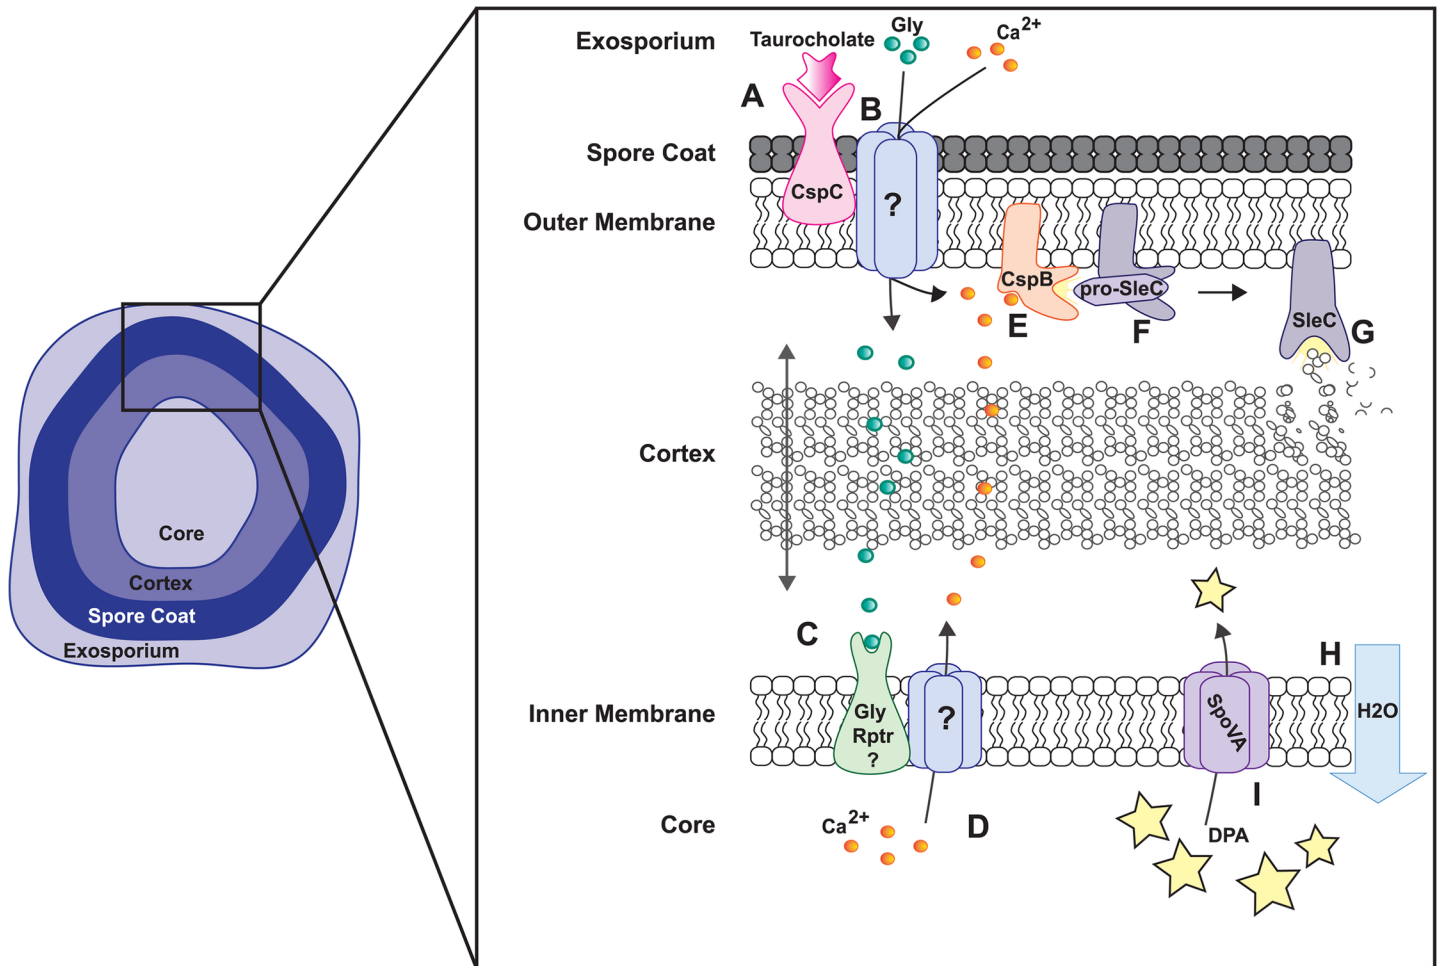 Exosporium
Taurocholate
Gly
Ca2+
A
B
Spore Coat
CspC
?
Outer Membrane
CspB
pro-SleC
E
F
SleC
G
Cortex
Core
Cortex
Spore Coat
Exosporium
C
H
Inner Membrane
Gly
Rptr
?
?
SpoVA
H2O
Core
Ca2+
D
I
DPA